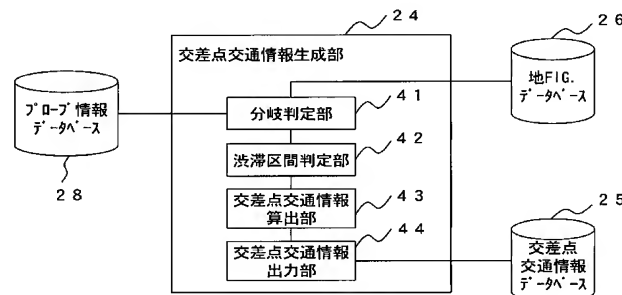 24
交差点交通情報生成部
26
地FIG.
データベース
プローブ情報
データベース
28
分岐判定部
41
渋滞区間判定部
42
交差点交通情報
算出部
43
交差点交通情報
出力部
44
25
交差点
交通情報
データベース